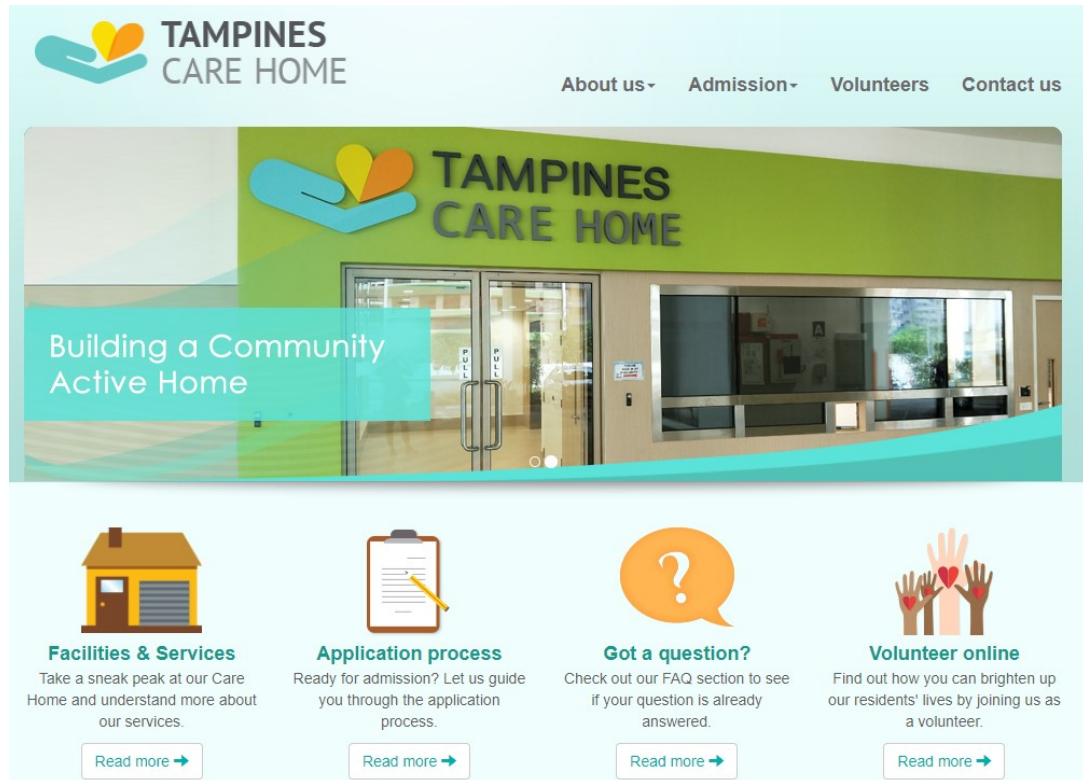 TAMPINES
CARE HOME
About us
Admission
Volunteers
Contact us
TAMPINES
CARE HOME
Building a Community
Active Home
PULL
PULL
A
?
Facilities & Services
Take a sneak peak at our Care
Home and understand more about
our services.
Read more
Application process
Ready for admission? Let us guide
you through the application
process.
Read more
Got a question?
Check out our FAQ section to see
if your question is already
answered.
Read more
Volunteer online
Find out how you can brighten up
our residents' lives by joining us as
a volunteer.
Read more